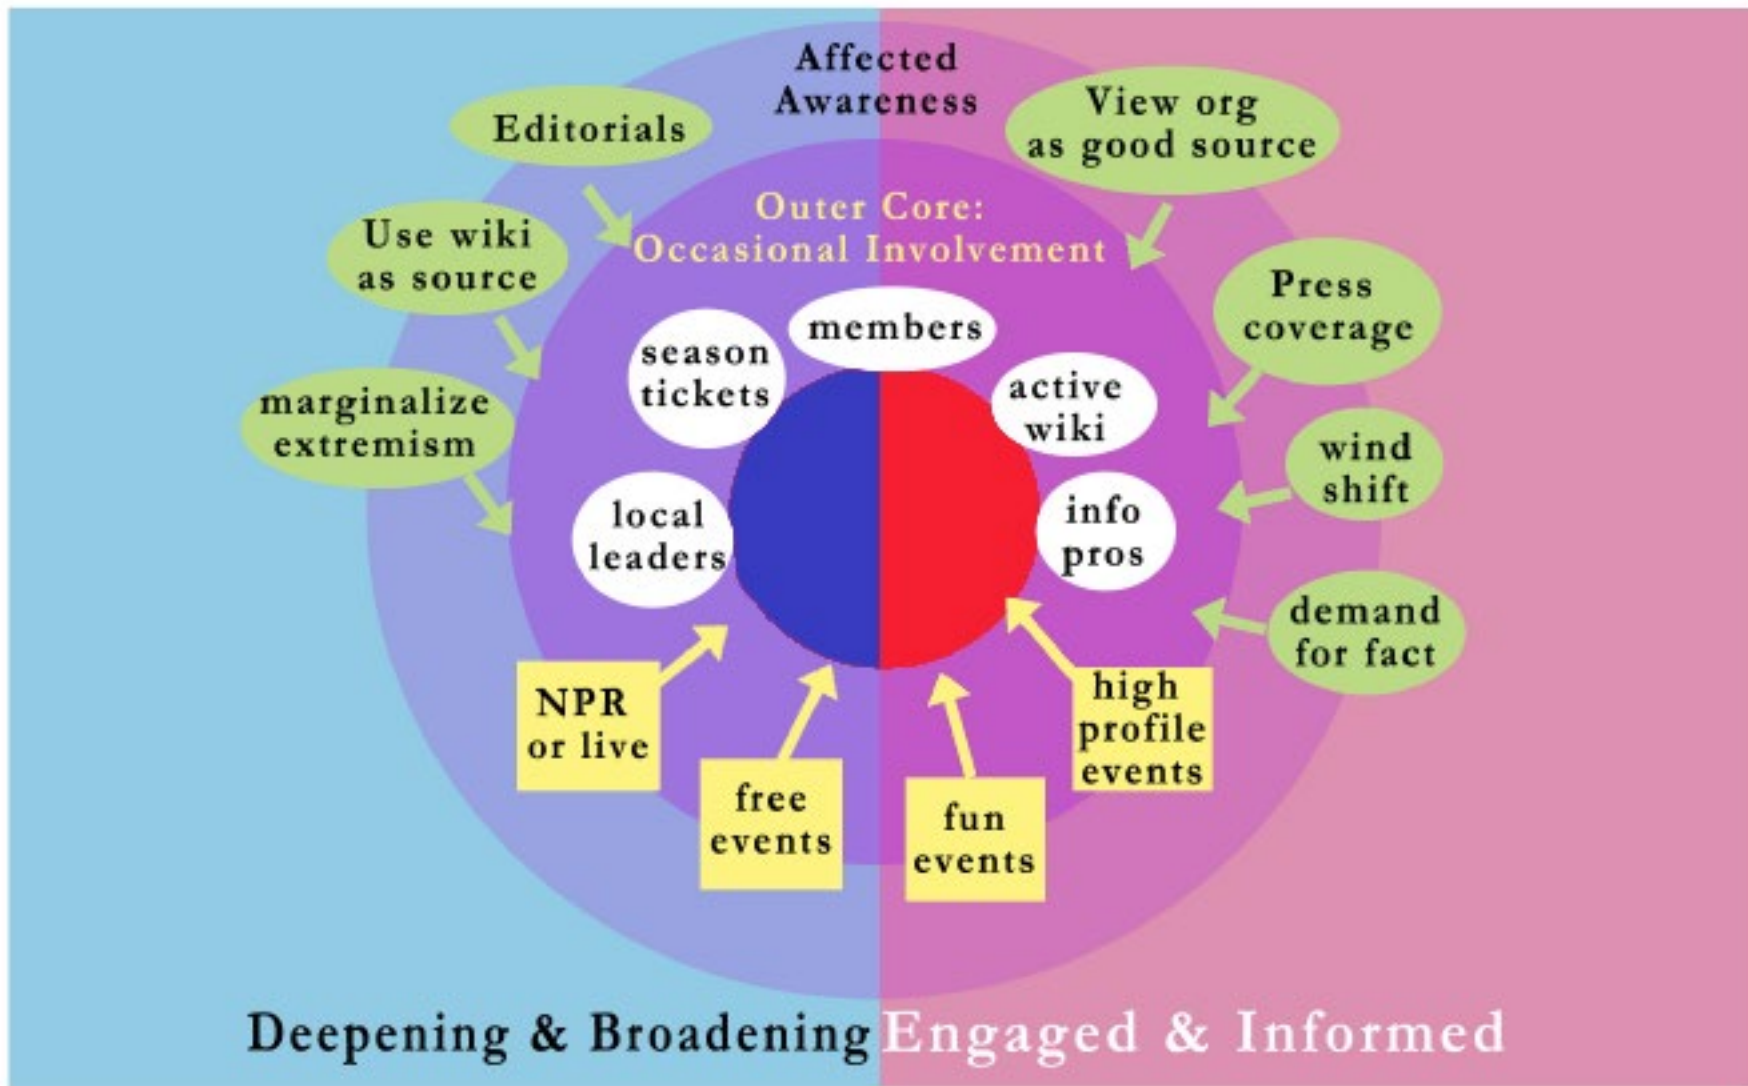 Affected
Awareness
Editorials
View org
as good source
Use wiki
as source
Outer Core:
Occasional Involvement
Press
coverage
members
season
tickets
active
wiki
marginalize
extremism
wind
shift
local
leaders
info
pros
demand
for fact
NPR
or live
high
profile
events
free
events
fun
events
Deepening & Broadening Engaged & Informed